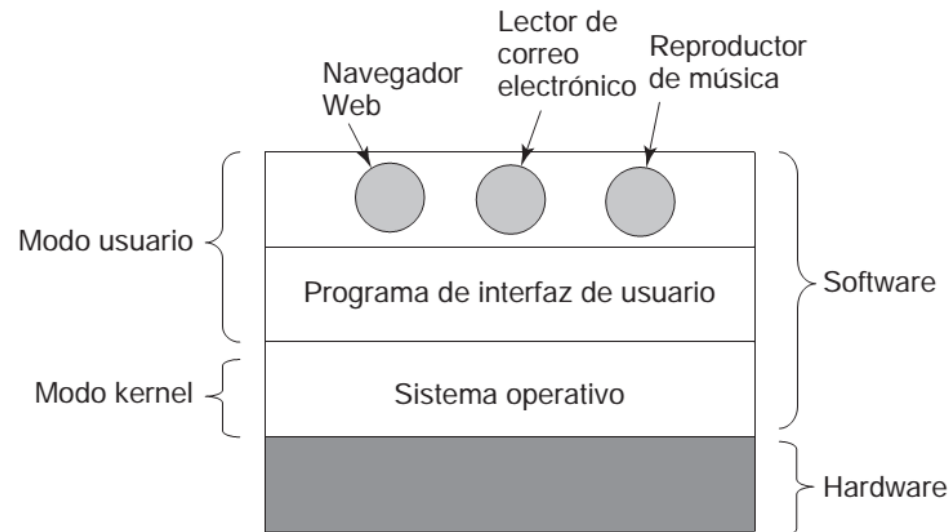 Navegador
Web
Lector de
correo
electrónico
Reproductor
de música
Modo usuario
Programa de interfaz de usuario
Software
Modo kernel
Sistema operativo
Hardware